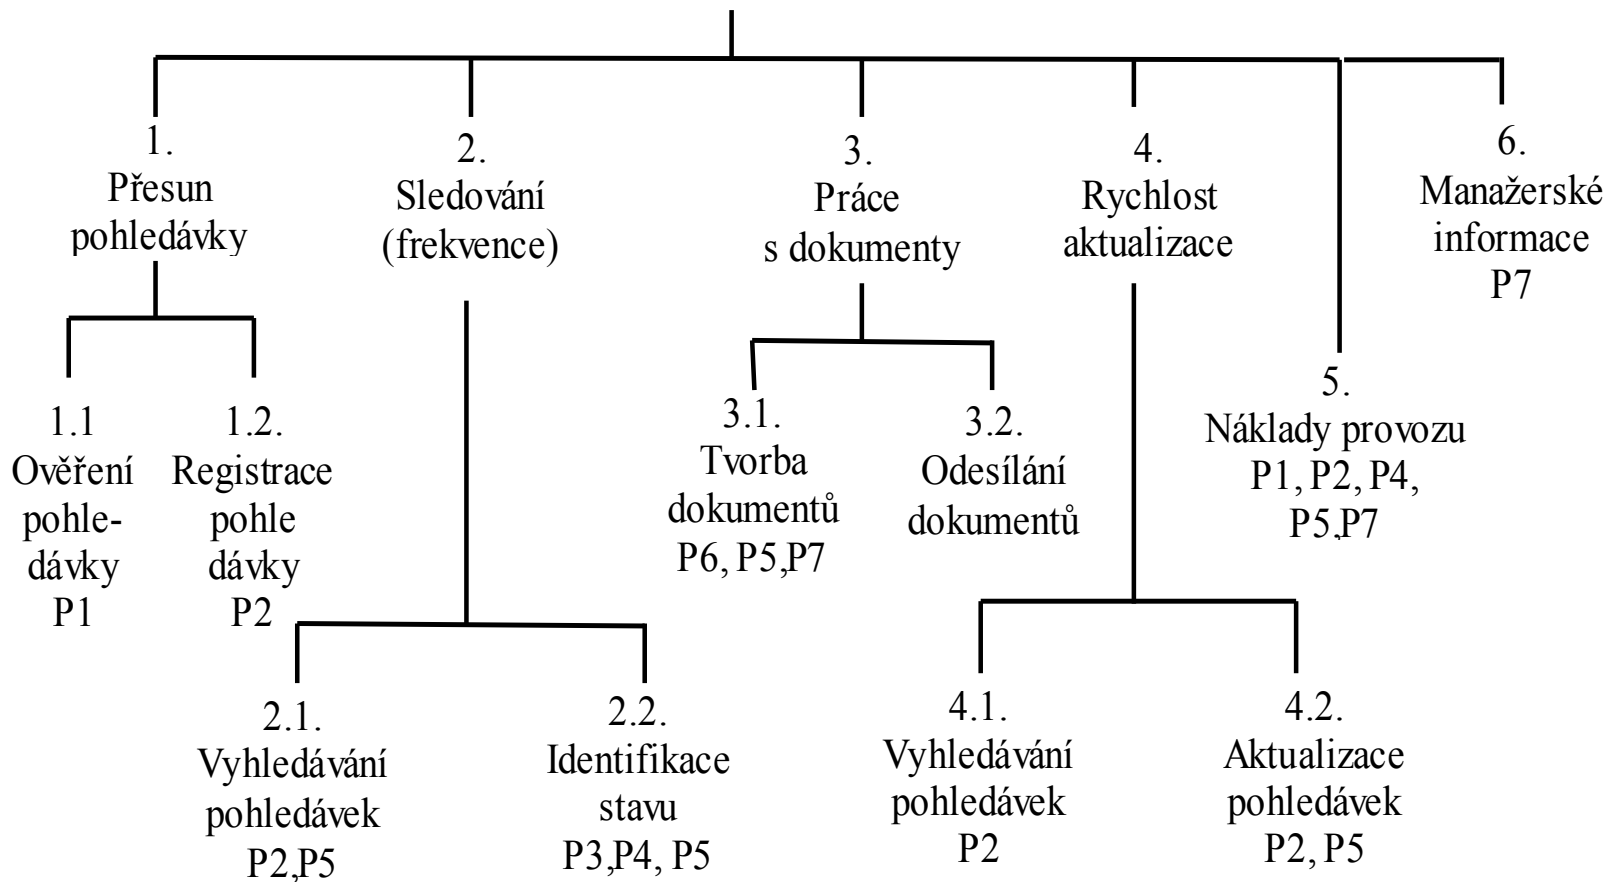 1.
Přesun
pohledávky
2.
Sledování
(frekvence)
3.
Práce
s dokumenty
4.
Rychlost
aktualizace
6.
Manažerské
informace
P7
1.1
Ověření
pohle-
dávky
P1
1.2.
Registrace
pohle
dávky
P2
3.1.
Tvorba
dokumentů
P6, P5,P7
3.2.
Odesílání
dokumentů
5.
Náklady provozu
P1, P2, P4,
P5,P7
2.1.
Vyhledávání
pohledávek
P2,P5
2.2.
Identifikace
stavu
P3,P4, P5
4.1.
Vyhledávání
pohledávek
P2
4.2.
Aktualizace
pohledávek
P2, P5